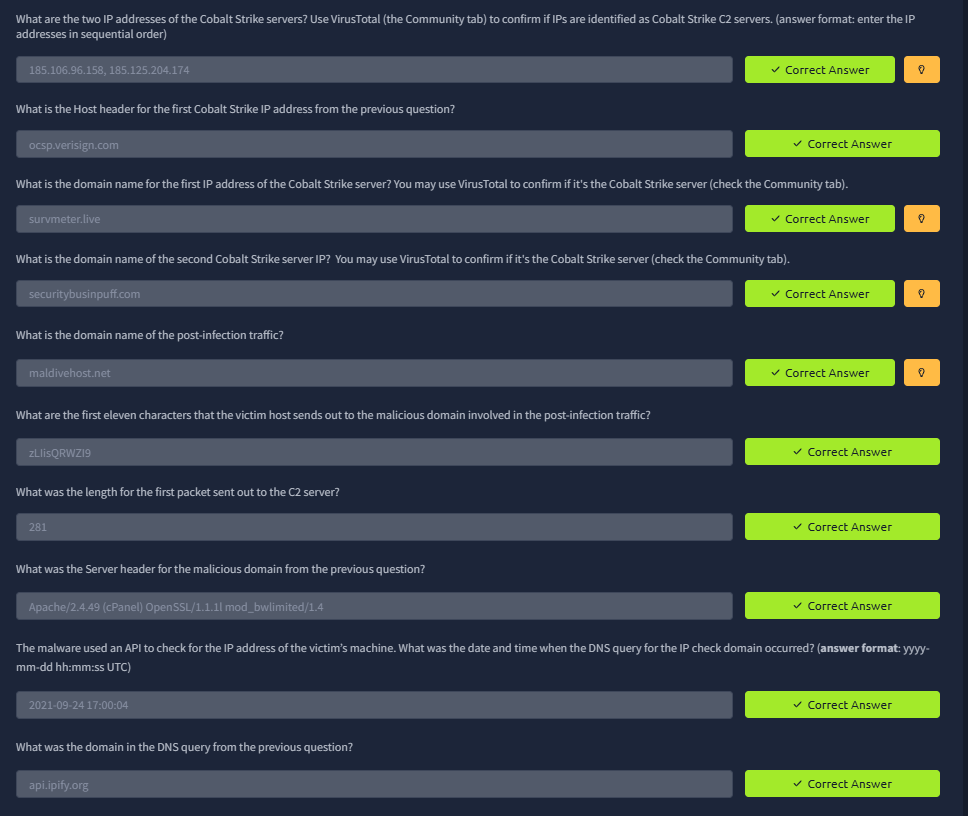 What are the two IP addresses of the Cobalt Strike servers? Use VirusTotal (the Community tab) to confirm if IPs are identified as Cobalt Strike C2 servers. (answer format: enter the IP
addresses in sequential order)
185.106.96.158, 185.125.204.174
✓ Correct Answer
What is the Host header for the first Cobalt Strike IP address from the previous question?
ocsp.verisign.com
✓ Correct Answer
What is the domain name for the first IP address of the Cobalt Strike server? You may use VirusTotal to confirm if it's the Cobalt Strike server (check the Community tab).
survmeter.live
✓ Correct Answer
What is the domain name of the second Cobalt Strike server IP?  You may use VirusTotal to confirm if it's the Cobalt Strike server (check the Community tab).
securitybusinpuff.com
✓ Correct Answer
What is the domain name of the post-infection traffic?
maldivehost.net
✓ Correct Answer
What are the first eleven characters that the victim host sends out to the malicious domain involved in the post-infection traffic?
zLIisQRWZI9
✓ Correct Answer
What was the length for the first packet sent out to the C2 server?
281
✓ Correct Answer
What was the Server header for the malicious domain from the previous question?
Apache/2.4.49 (cPanel) OpenSSL/1.1.1l mod_bwlimited/1.4
✓ Correct Answer
The malware used an API to check for the IP address of the victim's machine. What was the date and time when the DNS query for the IP check domain occurred? (answer format: yyyy-
mm-dd hh:mm:ss UTC)
2021-09-24 17:00:04
✓ Correct Answer
What was the domain in the DNS query from the previous question?
api.ipify.org
✓ Correct Answer